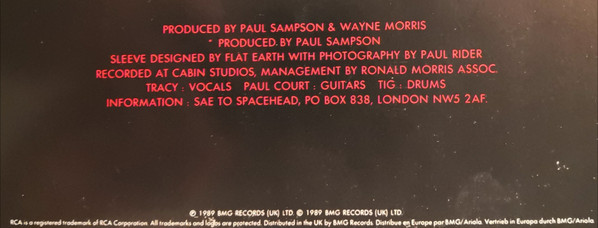 PRODUCED BY PAUL SAMPSON & WAYNE MORRIS
* PRODUCED BY PAUL SAMPSON
SLEEVE DESIGNED BY FLAT EARTH WITH PHOTOGRAPHY BY PAUL RIDER
RECORDED AT CABIN STUDIOS, MANAGEMENT BY RONALD MORRIS ASSOC.
TRACY : VOCALS PAUL COURT : GUITARS TIG : DRUMS
INFORMATION : SAE TO SPACEHEAD, PO BOX 838, LONDON NW5 2AF.
℗ 1989 BMG RECORDS (UK) LTD. © 1989 BMG RECORDS (UK) LTD.
RCA is a registered trademark of RCA Corporation. All trademarks and logos are protected. Distributed in the UK by BMG Records. Distribue en Europe par BMG/Ariola. Vertrieb in Europa durch BMG/Ariola.